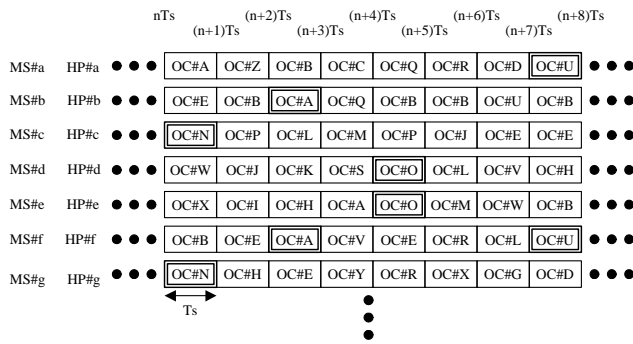 nTs (n+2)Ts (n+4)Ts (n+6)Ts (n+8)Ts
(n+1)Ts (n+3)Ts (n+5)Ts (n+7)Ts
MS#a HP#a OC#A OC#Z OC#B OC#C OC#Q OC#R OC#D OC#U
MS#b HP#b OC#E OC#B OC#A OC#Q OC#B OC#B OC#U OC#B
MS#c HP#c OC#N OC#P OC#L OC#M OC#P OC#J OC#E OC#E
MS#d HP#d OC#W OC#J OC#K OC#S OC#O OC#L OC#V OC#H
MS#e HP#e OC#X OC#I OC#H OC#A OC#O OC#M OC#W OC#B
MS#f HP#f OC#B OC#E OC#A OC#V OC#E OC#R OC#L OC#U
MS#g HP#g OC#N OC#H OC#E OC#Y OC#R OC#X OC#G OC#D
Ts